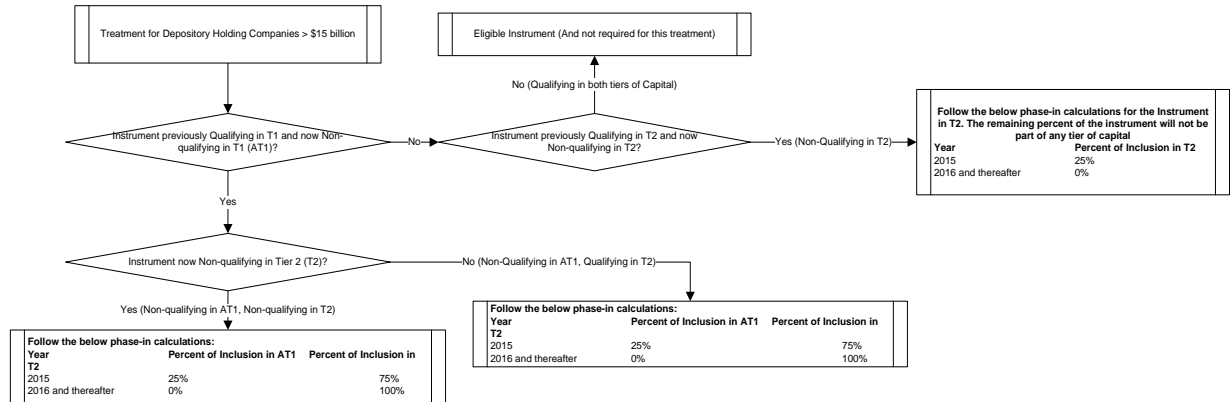 Treatment for Depository Holding Companies > $15 billion
Eligible Instrument (And not required for this treatment)
No (Qualifying in both tiers of Capital)
Instrument previously Qualifying in T1 and now Non-
qualifying in T1 (AT1)?
No
Instrument previously Qualifying in T2 and now
Non-qualifying in T2?
Yes (Non-Qualifying in T2)
Follow the below phase-in calculations for the Instrument
in T2. The remaining percent of the instrument will not be
part of any tier of capital
Year Percent of Inclusion in T2
2015 25%
2016 and thereafter 0%
Yes
Instrument now Non-qualifying in Tier 2 (T2)?
No (Non-Qualifying in AT1, Qualifying in T2)
Yes (Non-qualifying in AT1, Non-qualifying in T2)
Follow the below phase-in calculations:
Year Percent of Inclusion in AT1 Percent of Inclusion in
T2
2015 25% 75%
2016 and thereafter 0% 100%
Follow the below phase-in calculations:
Year Percent of Inclusion in AT1 Percent of Inclusion in
T2
2015 25% 75%
2016 and thereafter 0% 100%